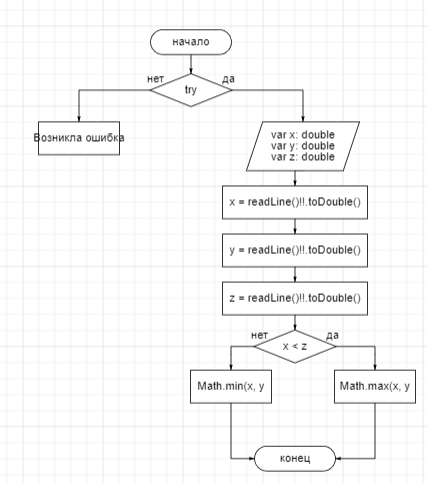 начало
нет
да
try
Возникла ошибка
var x: double
var y: double
var z: double
x = readLine()!!.toDouble()
y = readLine()!!.toDouble()
z = readLine()!!.toDouble()
нет
да
x < z
Math.min(x, y
Math.max(x, y
конец